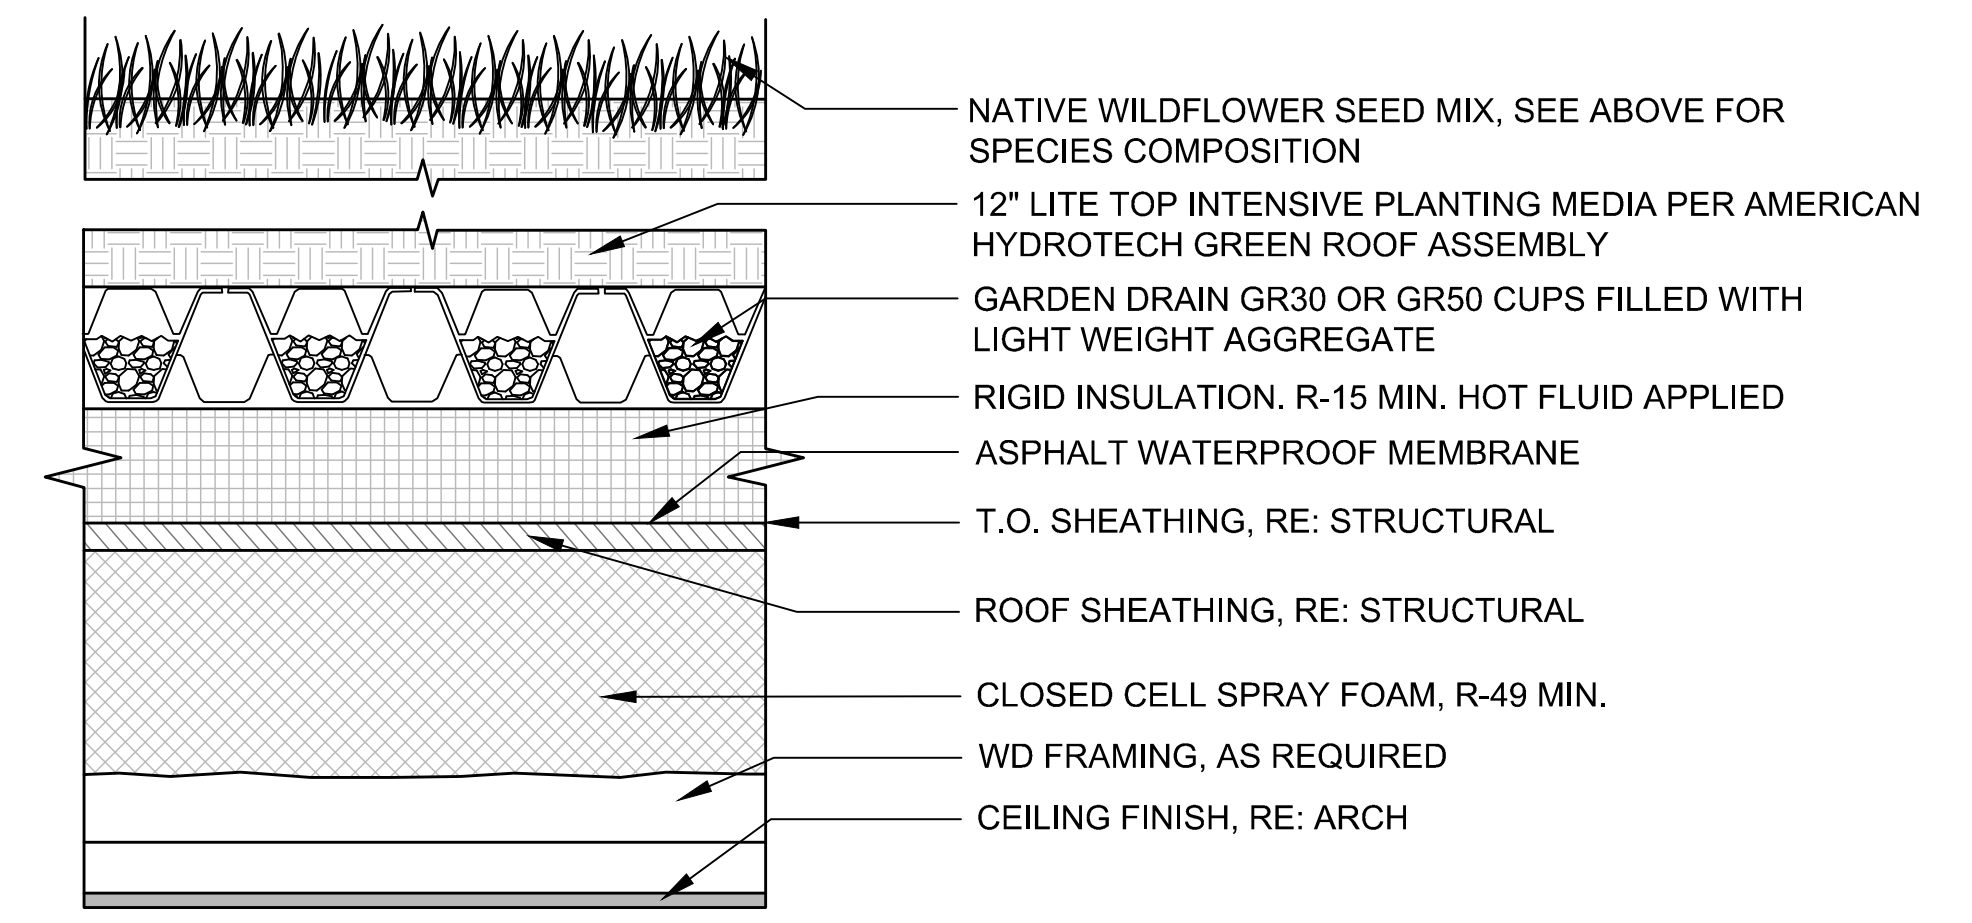 NATIVE WILDFLOWER SEED MIX, SEE ABOVE FOR
SPECIES COMPOSITION
12" LITE TOP INTENSIVE PLANTING MEDIA PER AMERICAN
HYDROTECH GREEN ROOF ASSEMBLY
GARDEN DRAIN GR30 OR GR50 CUPS FILLED WITH
LIGHT WEIGHT AGGREGATE
RIGID INSULATION. R-15 MIN. HOT FLUID APPLIED
ASPHALT WATERPROOF MEMBRANE
T.O. SHEATHING, RE: STRUCTURAL
ROOF SHEATHING, RE: STRUCTURAL
CLOSED CELL SPRAY FOAM, R-49 MIN.
WD FRAMING, AS REQUIRED
CEILING FINISH, RE: ARCH